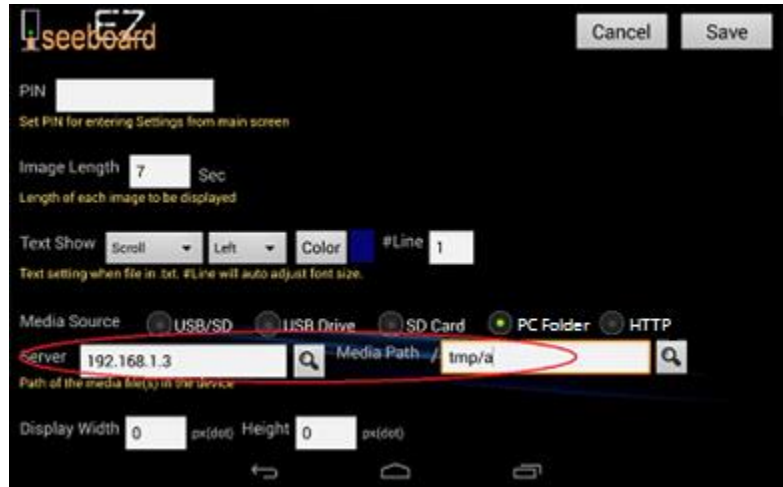 EZ
seeboard
Cancel Save
PIN
Set PIN for entering Settings from main screen
Image Length 7 Sec
Length of each image to be displayed
Text Show Scroll Left Color #Line 1
Text setting when file in .txt. #Line will auto adjust font size.
Media Source USB/SD USB Drive SD Card PC Folder HTTP
Server 192.168.1.3 Media Path / tmp/a
Path of the media file(s) in the device
Display Width 0 px(dot) Height 0 px(dot)